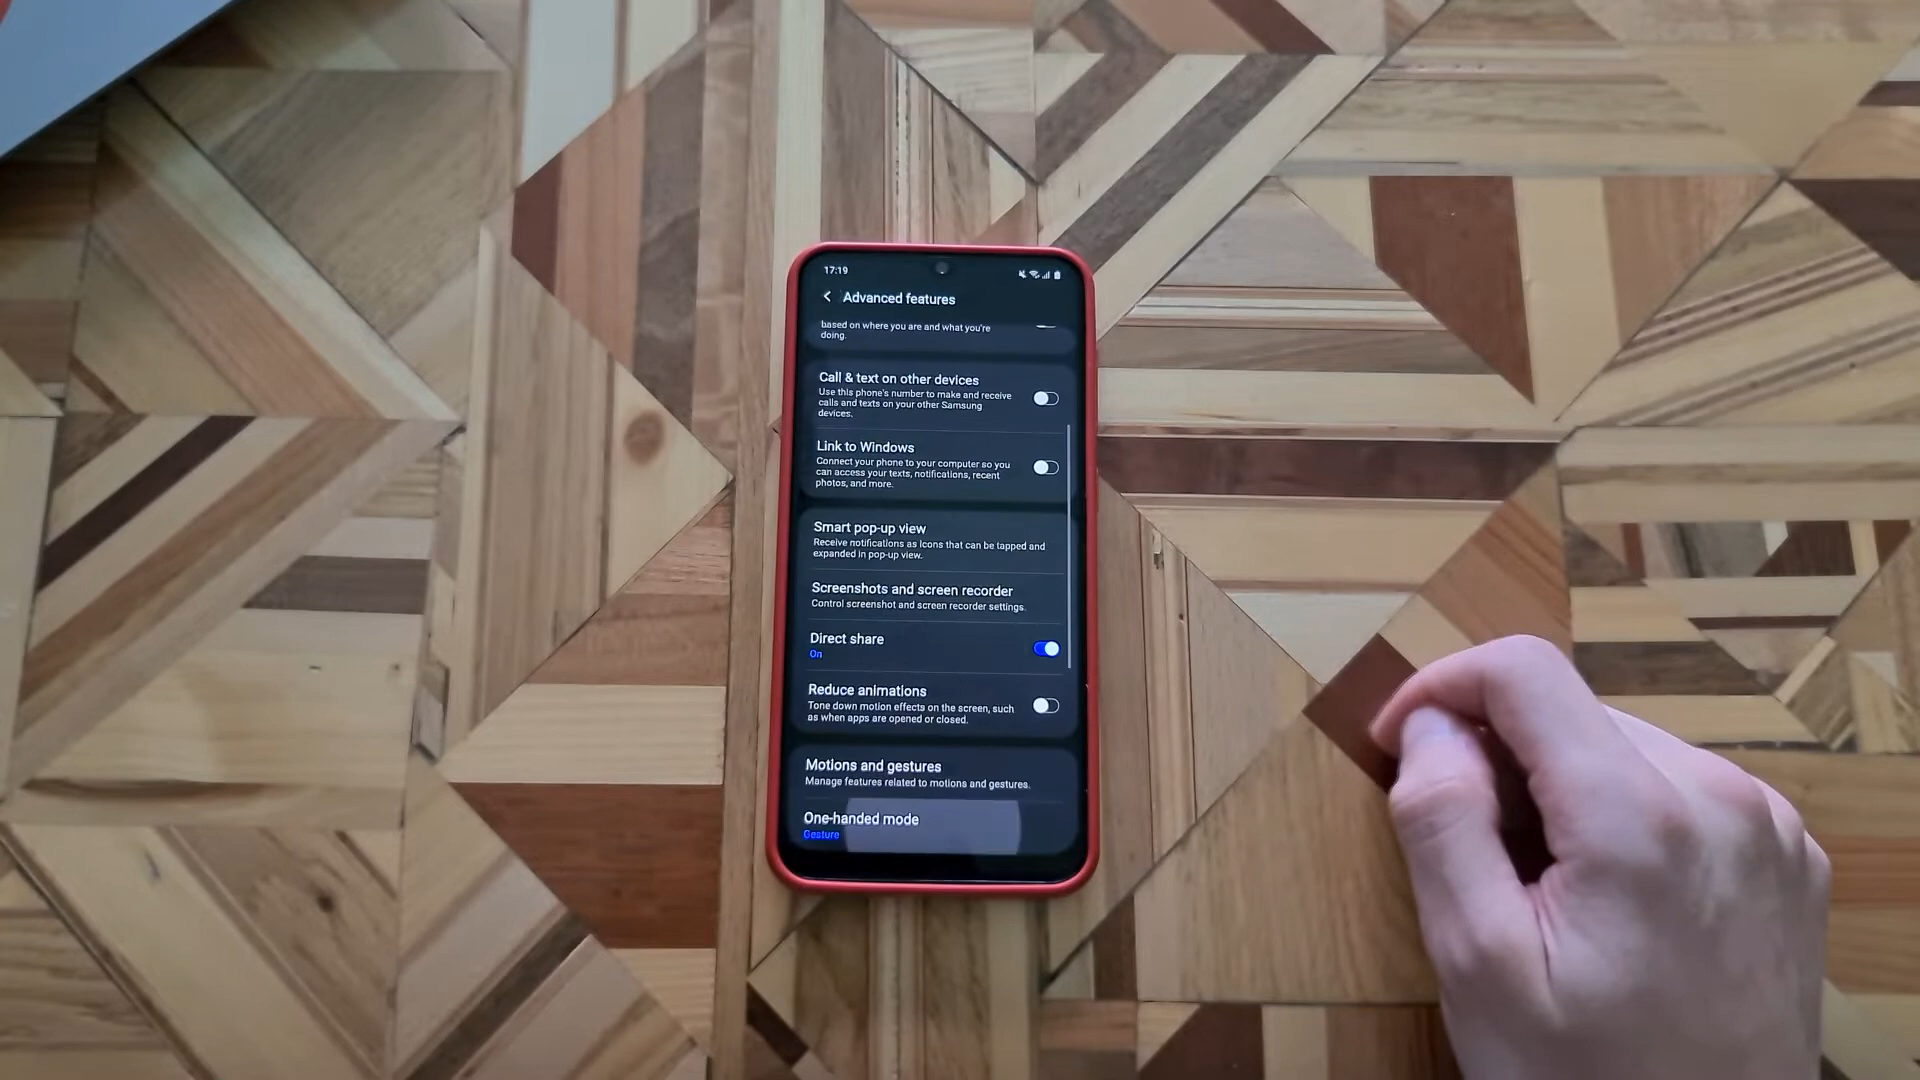 17:19
Advanced features
based on where you are and what you're
doing.
Call & text on other devices
Use this phone's number to make and receive
calls and texts on your other Samsung
devices.
Link to Windows
Connect your phone to your computer so you
can access your texts, notifications, recent
photos, and more.
Smart pop-up view
Receive notifications as icons that can be tapped and
expanded in pop-up view.
Screenshots and screen recorder
Control screenshot and screen recorder settings.
Direct share
On
Reduce animations
Tone down motion effects on the screen, such
as when apps are opened or closed.
Motions and gestures
Manage features related to motions and gestures.
One-handed mode
Gesture